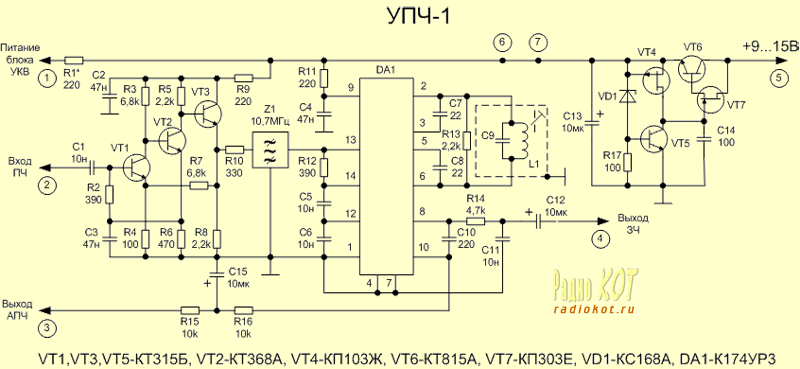 УПЧ-1
Питание
блока
УКВ
1
R1*
220
C2
47н
R3
6,8k
R5
2,2k
VT3
R9
220
R11
220
DA1
6
7
+9...15В
5
VT4
VT6
VT7
VD1
C13
10мк
VT5
C14
100
R17
100
C4
47н
9
2
C7
22
3
R13
2,2k
C9
L1
VT2
VT1
C1
10н
Вход
ПЧ
2
R2
390
R7
6,8k
R10
330
Z1
10,7МГц
13
R12
390
14
5
C8
22
6
C5
10н
12
C6
10н
1
8
10
4
7
R14
4,7k
C12
10мк
Выход
ЗЧ
4
C10
220
C11
10н
C3
47н
R4
100
R6
470
R8
2,2k
C15
10мк
Выход
АПЧ
3
R15
10k
R16
10k
Радио КОТ
radiokot.ru
VT1,VT3,VT5-КТ315Б, VT2-КТ368А, VT4-КП103Ж, VT6-КТ815А, VT7-КП303Е, VD1-КС168А, DA1-К174УР3